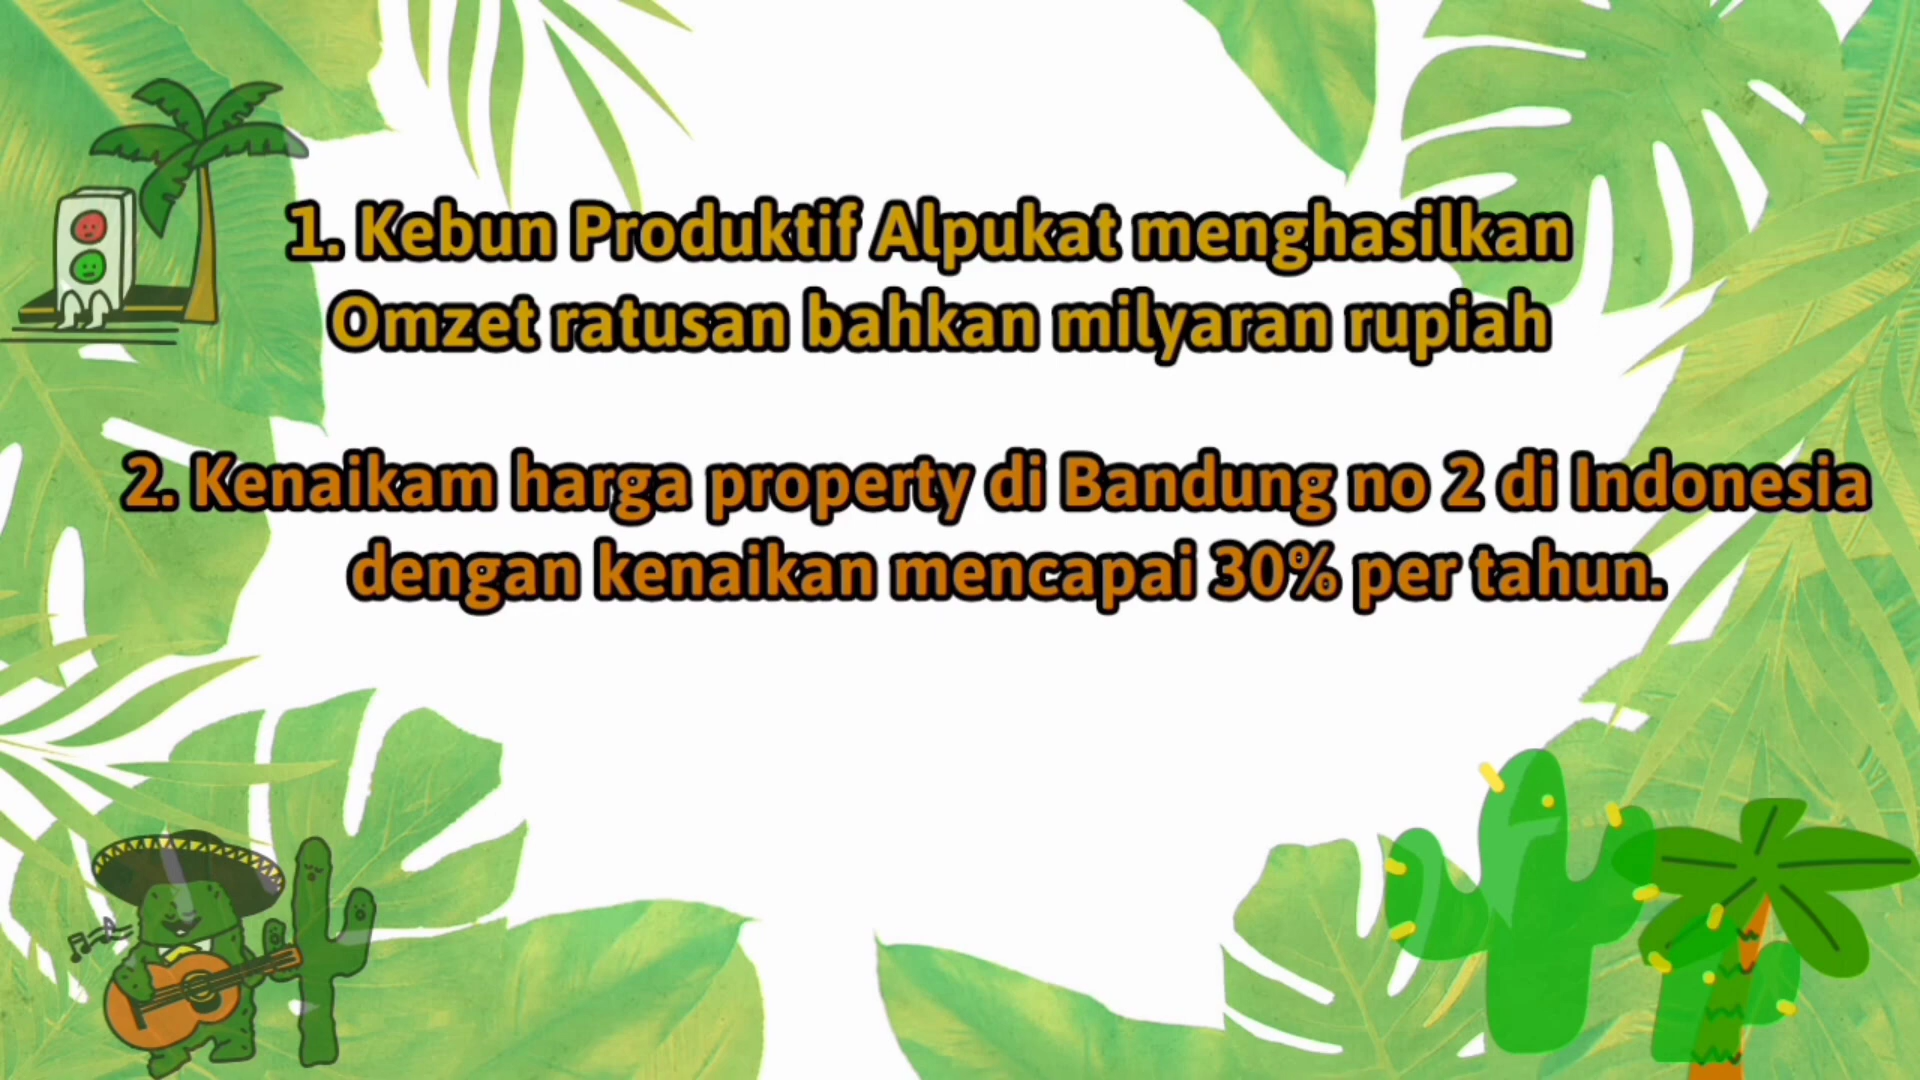 1. Kebun Produktif Alpukat menghasilkan
Omzet ratusan bahkan milyaran rupiah
2. Kenaikam harga property di Bandung no 2 di Indonesia
dengan kenaikan mencapai 30% per tahun.